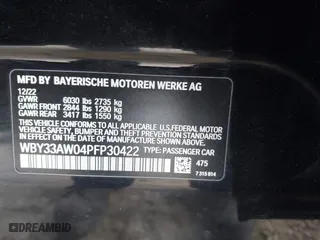 MFD BY BAYERISCHE MOTOREN WERKE AG
12/22
GVWR 6030 lbs 2735 kg
GAWR FRONT 2844 lbs 1290 kg
GAWR REAR 3417 lbs 1550 kg
THIS VEHICLE CONFORMS TO ALL APPLICABLE U.S. FEDERAL MOTOR
VEHICLE SAFETY, BUMPER, AND THEFT PREVENTION STANDARDS
IN EFFECT ON THE DATE OF MANUFACTURE SHOWN ABOVE.
WBY33AW04PFP30422 TYPE: PASSENGER CAR
475
7 315 814